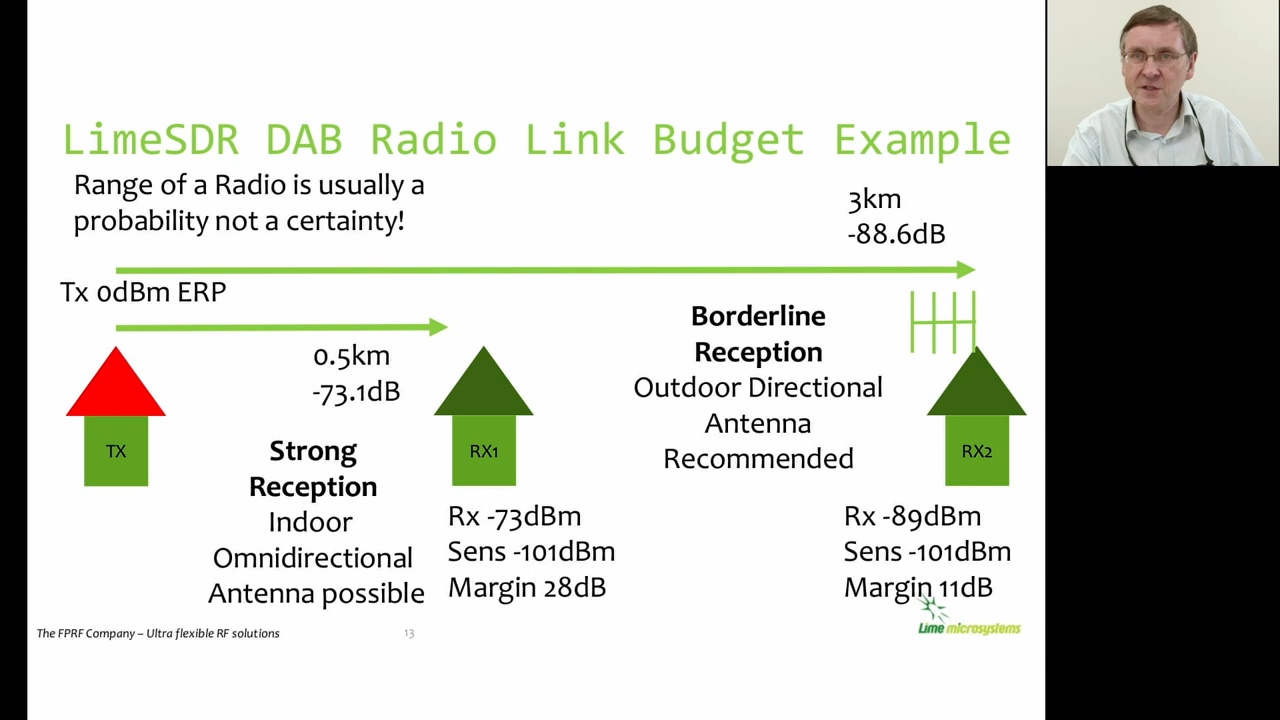 LimeSDR DAB Radio Link Budget Example
Range of a Radio is usually a
probability not a certainty!
3km
-88.6dB
Tx 0dBm ERP
0.5km
-73.1dB
Borderline
Reception
Outdoor Directional
Antenna
Recommended
TX
Strong
Reception
Indoor
Omnidirectional
Antenna possible
RX1
RX2
Rx -73dBm
Sens -101dBm
Margin 28dB
Rx -89dBm
Sens -101dBm
Margin 11dB
The FPRF Company – Ultra flexible RF solutions
13
Lime microsystems